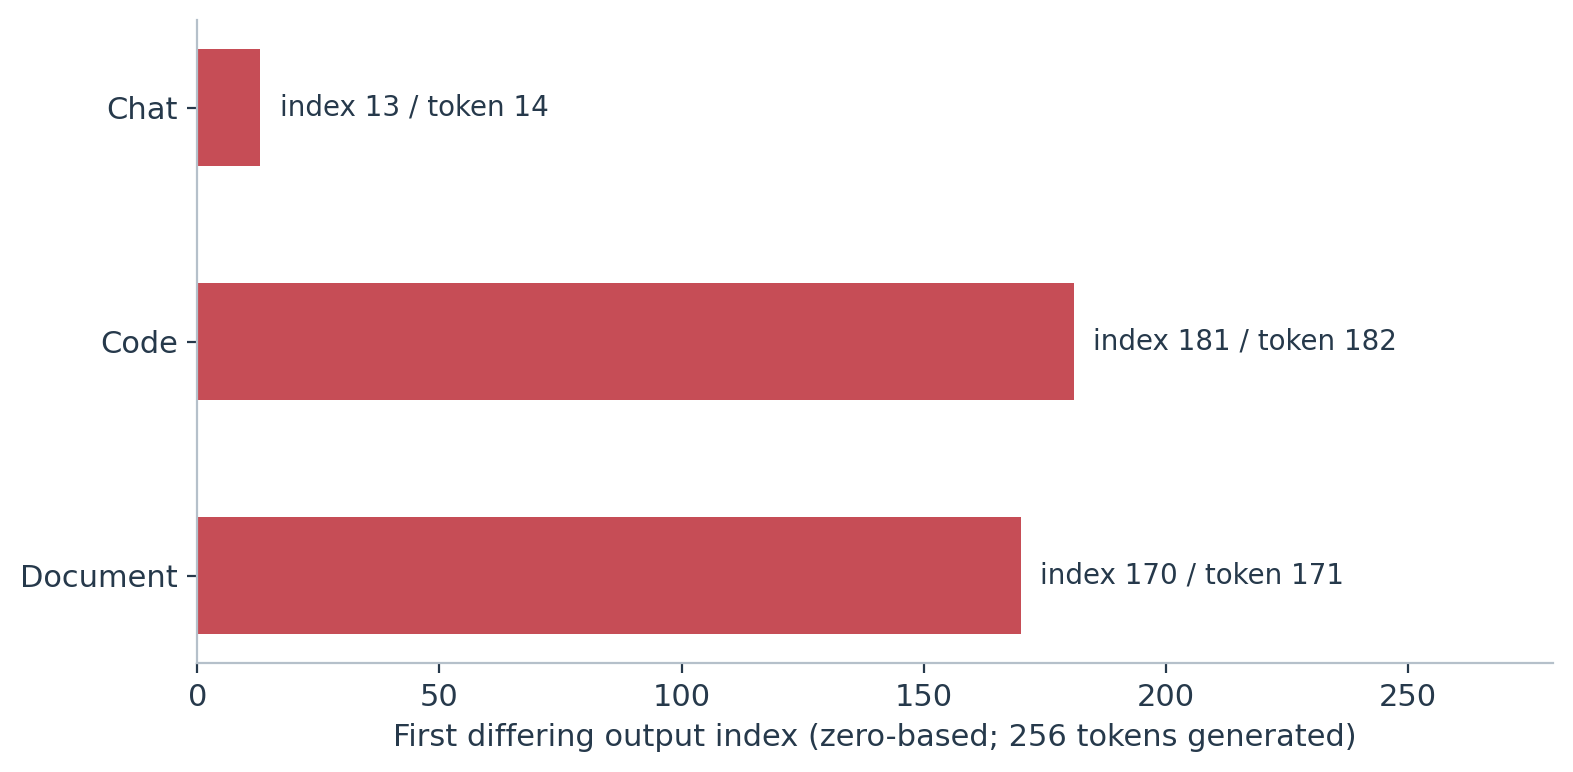 Chat
index 13 / token 14
Code
index 181 / token 182
Document
index 170 / token 171
0 50 100 150 200 250
First differing output index (zero-based; 256 tokens generated)